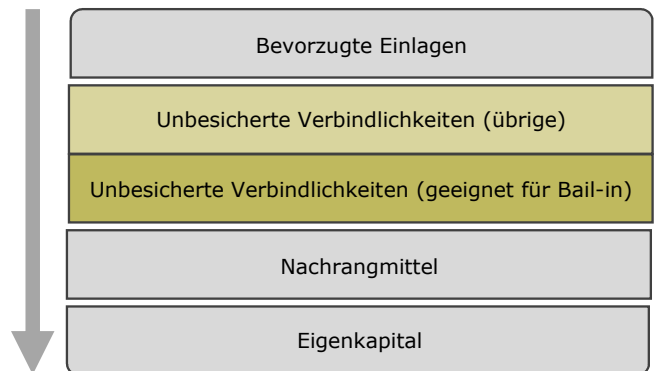 Bevorzugte Einlagen
Unbesicherte Verbindlichkeiten (übrige)
Unbesicherte Verbindlichkeiten (geeignet für Bail-in)
Nachrangmittel
Eigenkapital